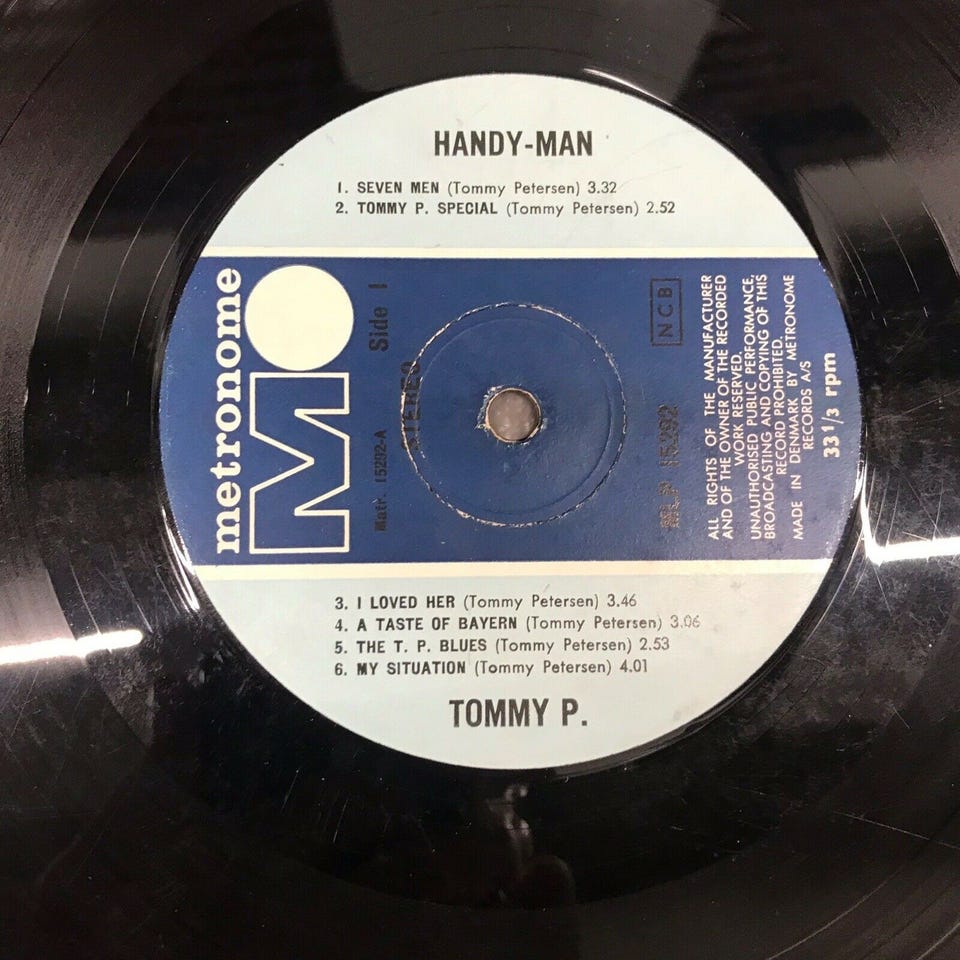 HANDY-MAN
1. SEVEN MEN (Tommy Petersen) 3.32
2. TOMMY P. SPECIAL (Tommy Petersen) 2.52
metronome
M
Side 1
STEREO
Matr. 15292-A
NCB
MLP 15292
ALL RIGHTS OF THE MANUFACTURER
AND OF THE OWNER OF THE RECORDED
WORK RESERVED.
UNAUTHORISED PUBLIC PERFORMANCE,
BROADCASTING AND COPYING OF THIS
RECORD PROHIBITED.
MADE IN DENMARK BY METRONOME
RECORDS A/S
33 1/3 rpm
3. I LOVED HER (Tommy Petersen) 3.46
4. A TASTE OF BAYERN (Tommy Petersen) 3.06
5. THE T. P. BLUES (Tommy Petersen) 2.53
6. MY SITUATION (Tommy Petersen) 4.01
TOMMY P.